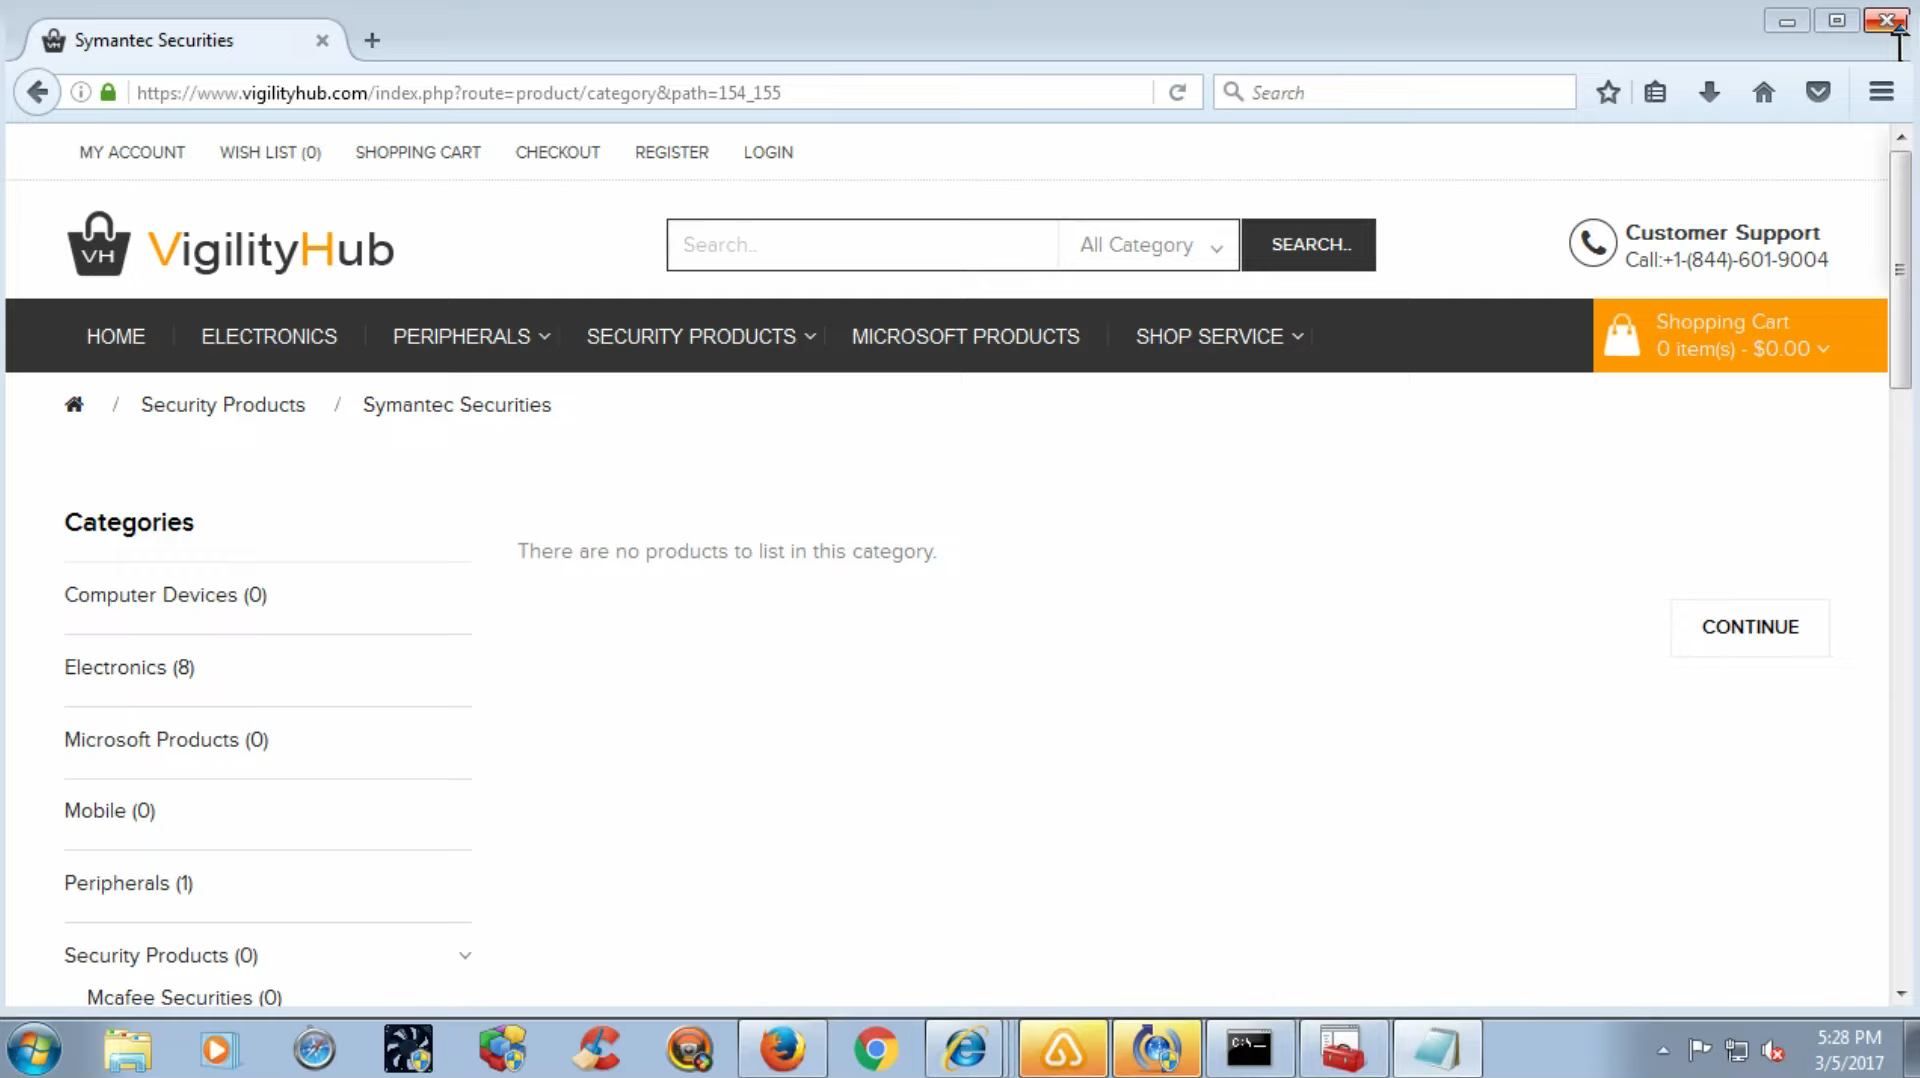 Symantec Securities
https://www.vigilityhub.com/index.php?route=product/category&path=154_155
Search
MY ACCOUNT
WISH LIST (0)
SHOPPING CART
CHECKOUT
REGISTER
LOGIN
VH
VigilityHub
Search..
All Category
SEARCH..
Customer Support
Call:+1-(844)-601-9004
HOME
ELECTRONICS
PERIPHERALS
SECURITY PRODUCTS
MICROSOFT PRODUCTS
SHOP SERVICE
Shopping Cart
0 item(s) - $0.00
/ Security Products / Symantec Securities
Categories
There are no products to list in this category.
Computer Devices (0)
CONTINUE
Electronics (8)
Microsoft Products (0)
Mobile (0)
Peripherals (1)
Security Products (0)
Mcafee Securities (0)
C:\_
5:28 PM
3/5/2017